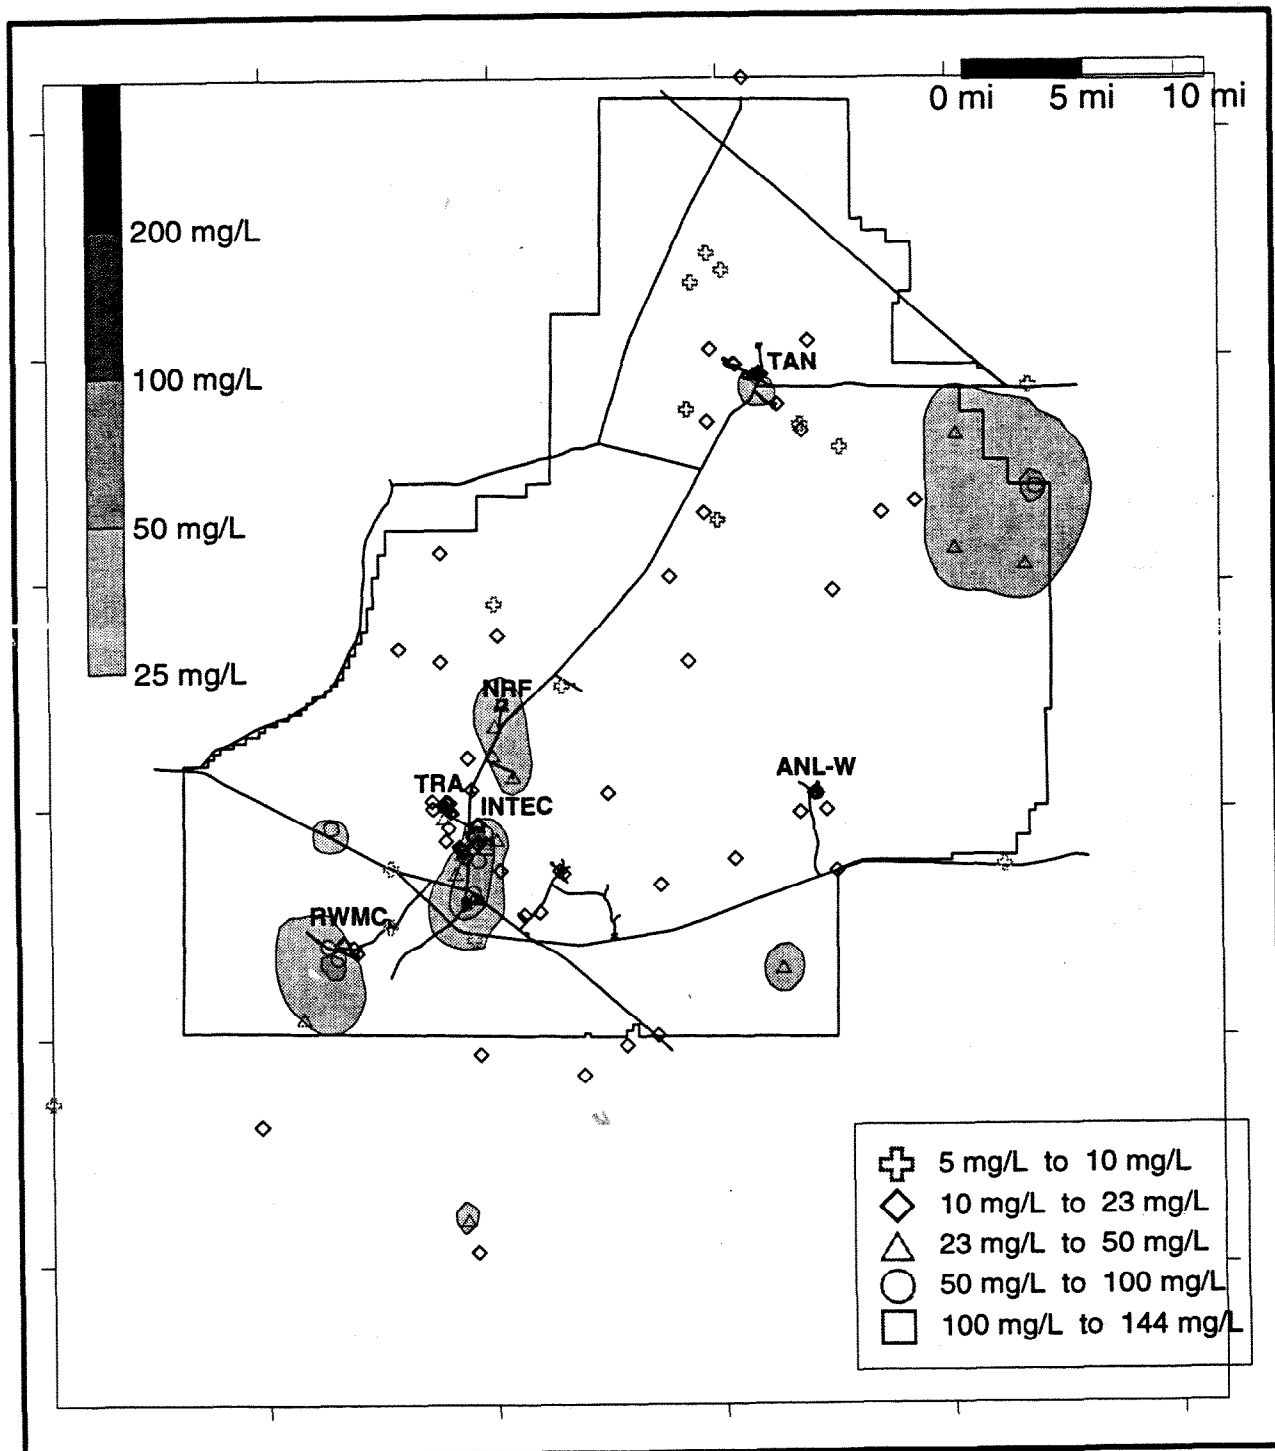 0 mi 5 mi 10 mi
200 mg/L
100 mg/L
50 mg/L
25 mg/L
TAN
NRF
ANL-W
TRA
INTEC
RWMC
5 mg/L to 10 mg/L
10 mg/L to 23 mg/L
23 mg/L to 50 mg/L
50 mg/L to 100 mg/L
100 mg/L to 144 mg/L